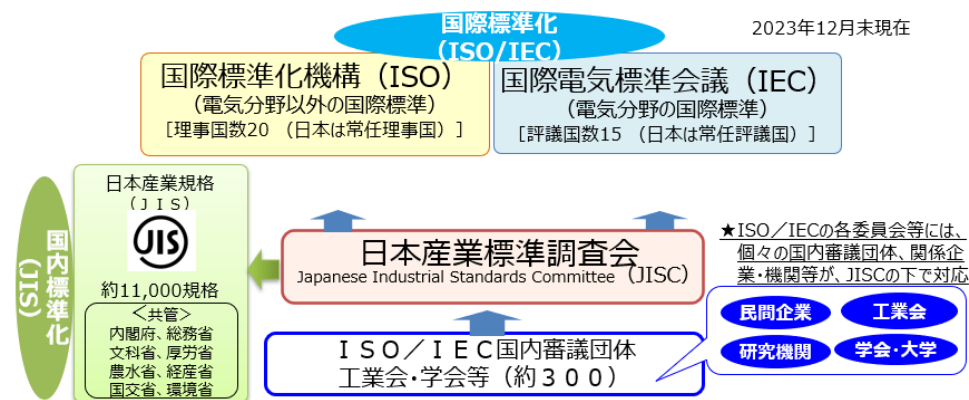 国際標準化
(ISO/IEC)
2023年12月末現在
国際標準化機構（ISO）
（電気分野以外の国際標準）
［理事国数20 （日本は常任理事国）］
国際電気標準会議（IEC）
（電気分野の国際標準）
［評議国数15 （日本は常任評議国）］
国内標準化
(JIS)
日本産業規格
（ＪＩＳ）
JIS
約11,000規格
＜共管＞
内閣府、総務省
文科省、厚労省
農水省、経産省
国交省、環境省
日本産業標準調査会
Japanese Industrial Standards Committee（JISC）
★ISO／IECの各委員会等には、
個々の国内審議団体、関係企
業・機関等が、JISCの下で対応
民間企業
工業会
研究機関
学会・大学
ＩＳＯ／ＩＥＣ国内審議団体
工業会・学会等（約３００）